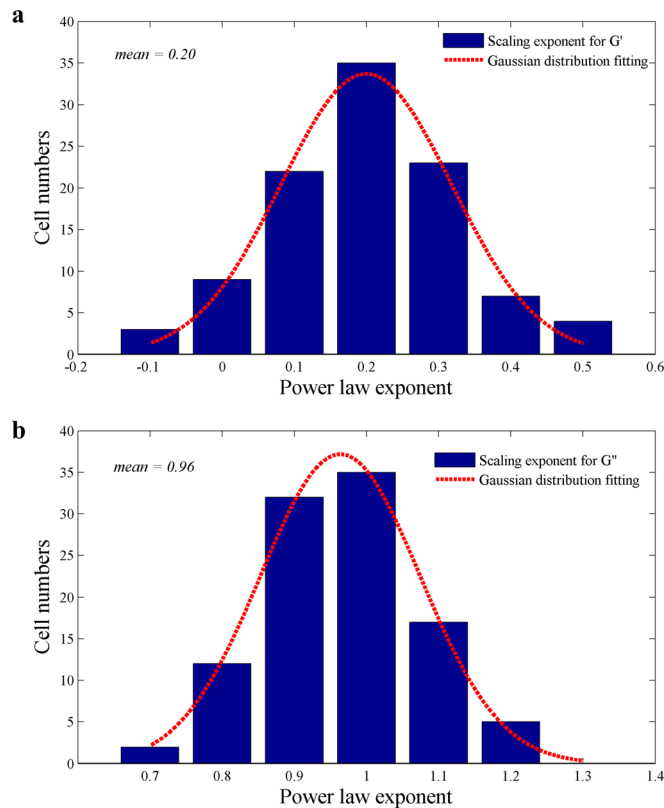 a
40
35
30
25
20
15
10
5
0
Cell numbers
mean = 0.20
Scaling exponent for G'
Gaussian distribution fitting
-0.2 -0.1 0 0.1 0.2 0.3 0.4 0.5 0.6
Power law exponent
b
40
35
30
25
20
15
10
5
0
Cell numbers
mean = 0.96
Scaling exponent for G"
Gaussian distribution fitting
0.7 0.8 0.9 1 1.1 1.2 1.3 1.4
Power law exponent